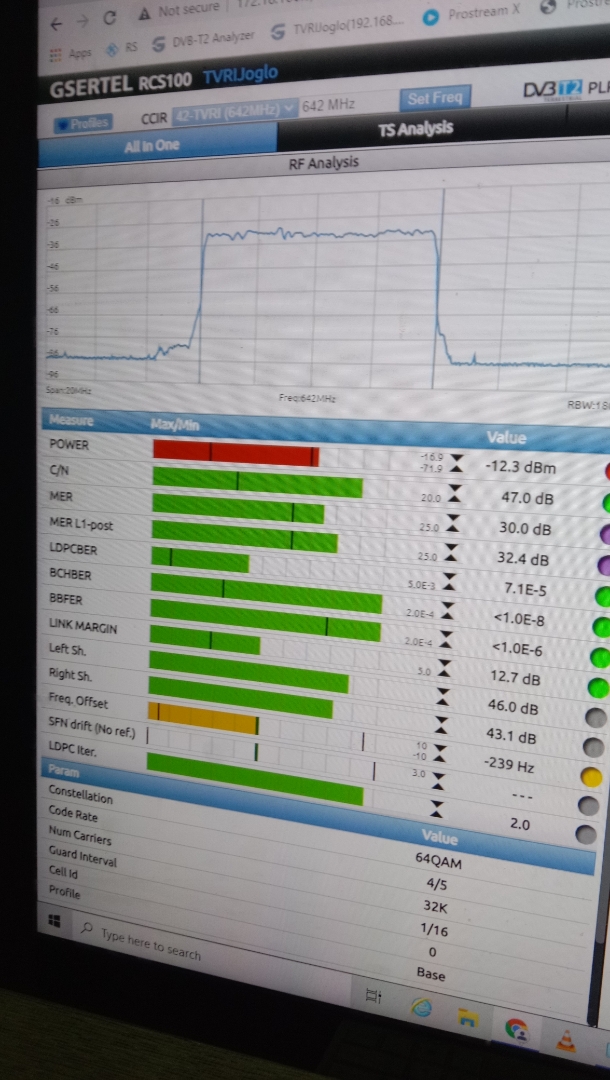 Not secure
Apps RS DVB-T2 Analyzer TVRIJoglo(192.168.... Prostream X
GSERTEL RCS100 TVRIJoglo
DVB T2
Profiles CCIR 42-TVRI (642MHz) 642 MHz Set Freq
All In One TS Analysis
RF Analysis
-16 dBm
-26
-36
-46
-56
-66
-76
-86
-96
Span:20MHz Freq:642MHz
Measure Max/Min Value
POWER -16.9 -71.9 -12.3 dBm
C/N 20.0 47.0 dB
MER 25.0 30.0 dB
MER L1-post 25.0 32.4 dB
LDPCBER 5.0E-3 7.1E-5
BCHBER 2.0E-4 <1.0E-8
BBFER 2.0E-4 <1.0E-6
LINK MARGIN 5.0 12.7 dB
Left Sh. 46.0 dB
Right Sh. 43.1 dB
Freq. Offset 10 -10 -239 Hz
SFN drift (No ref.) 3.0 ---
LDPC Iter. 2.0
Param Value
Constellation 64QAM
Code Rate 4/5
Num Carriers 32K
Guard Interval 1/16
Cell Id 0
Profile Base
Type here to search